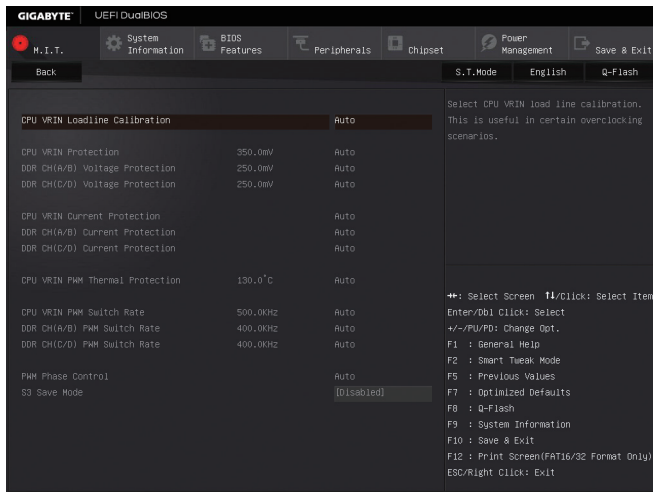 GIGABYTE™ UEFI DualBIOS
M.I.T. System Information BIOS Features Peripherals Chipset Power Management Save & Exit
Back S.T.Mode English Q-Flash
CPU VRIN Loadline Calibration Auto
CPU VRIN Protection 350.0mV Auto
DDR CH(A/B) Voltage Protection 250.0mV Auto
DDR CH(C/D) Voltage Protection 250.0mV Auto
CPU VRIN Current Protection Auto
DDR CH(A/B) Current Protection Auto
DDR CH(C/D) Current Protection Auto
CPU VRIN PWM Thermal Protection 130.0°C Auto
CPU VRIN PWM Switch Rate 500.0KHz Auto
DDR CH(A/B) PWM Switch Rate 400.0KHz Auto
DDR CH(C/D) PWM Switch Rate 400.0KHz Auto
PWM Phase Control Auto
S3 Save Mode [Disabled]
Select CPU VRIN load line calibration.
This is useful in certain overclocking
scenarios.
→←: Select Screen ↑↓/Click: Select Item
Enter/Dbl Click: Select
+/-/PU/PD: Change Opt.
F1 : General Help
F2 : Smart Tweak Mode
F5 : Previous Values
F7 : Optimized Defaults
F8 : Q-Flash
F9 : System Information
F10 : Save & Exit
F12 : Print Screen(FAT16/32 Format Only)
ESC/Right Click: Exit